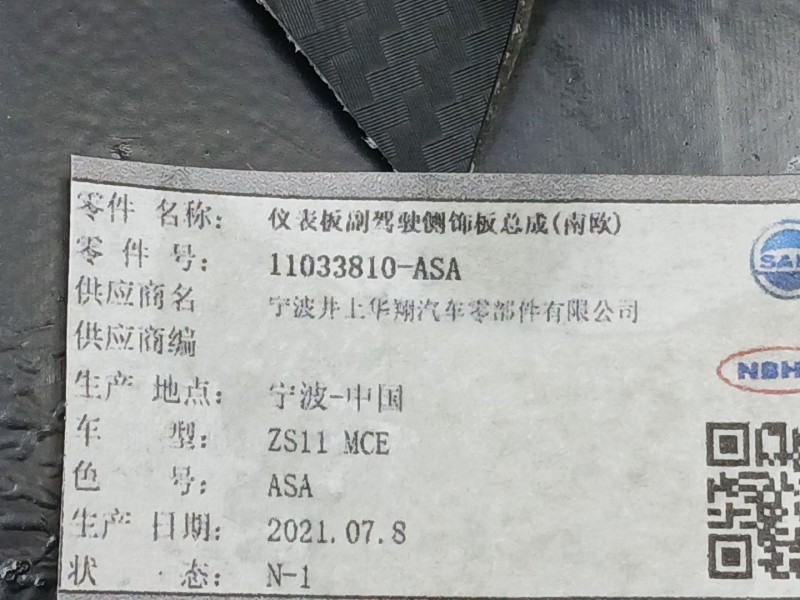 零件 名称： 仪表板副驾驶侧饰板总成(南欧)
零件 号： 11033810-ASA
供应商名 宁波井上华翔汽车零部件有限公司
供应商编
生产 地点： 宁波-中国
车 型： ZS11 MCE
色 号： ASA
生产 日期： 2021.07.8
状 态： N-1
NBH